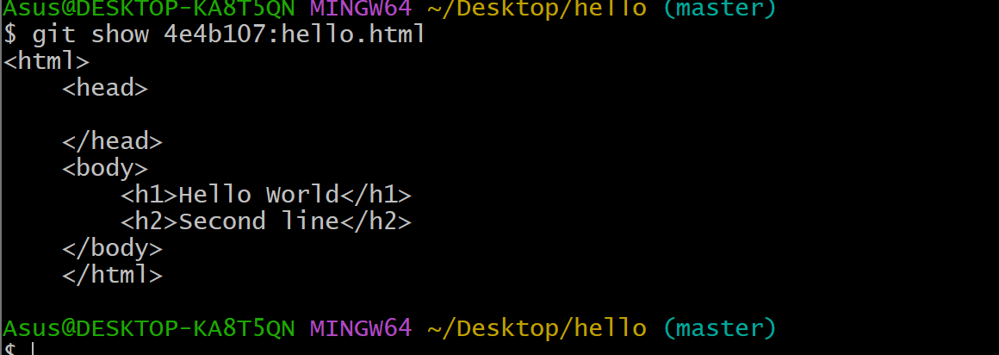 Asus@DESKTOP-KA8T5QN MINGW64 ~/Desktop/hello (master)
$ git show 4e4b107:hello.html
<html>
    <head>

    </head>
    <body>
        <h1>Hello World</h1>
        <h2>Second line</h2>
    </body>
    </html>

Asus@DESKTOP-KA8T5QN MINGW64 ~/Desktop/hello (master)
$